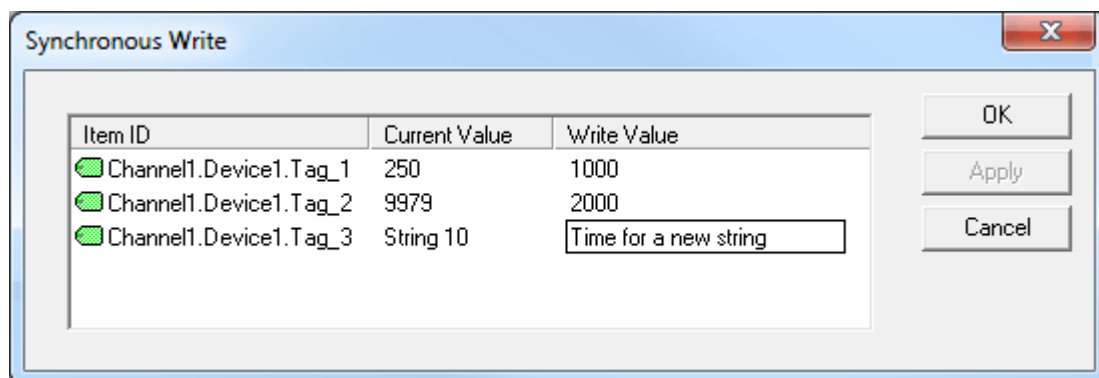 Synchronous Write
Item ID Current Value Write Value
Channel1.Device1.Tag_1 250 1000
Channel1.Device1.Tag_2 9979 2000
Channel1.Device1.Tag_3 String 10 Time for a new string
OK
Apply
Cancel